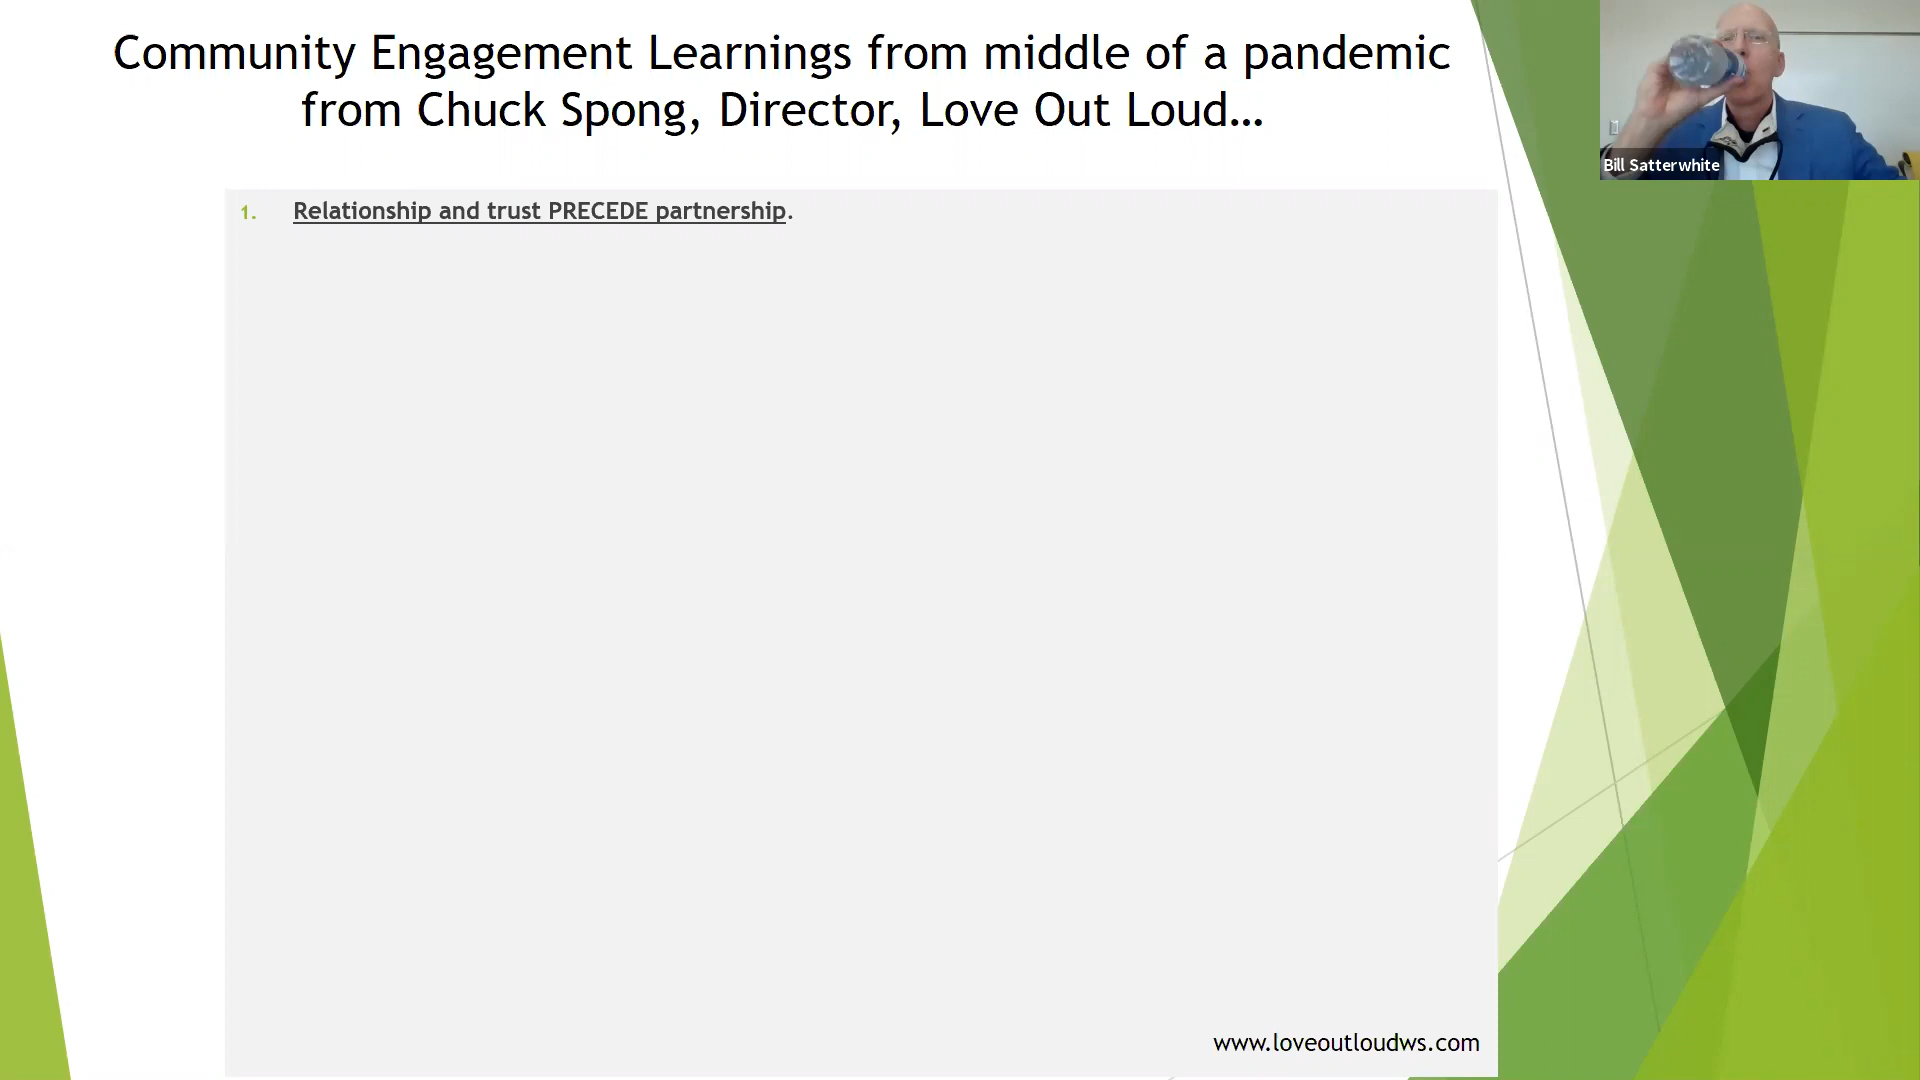 Community Engagement Learnings from middle of a pandemic
from Chuck Spong, Director, Love Out Loud…
Bill Satterwhite
1. Relationship and trust PRECEDE partnership.
www.loveoutloudws.com